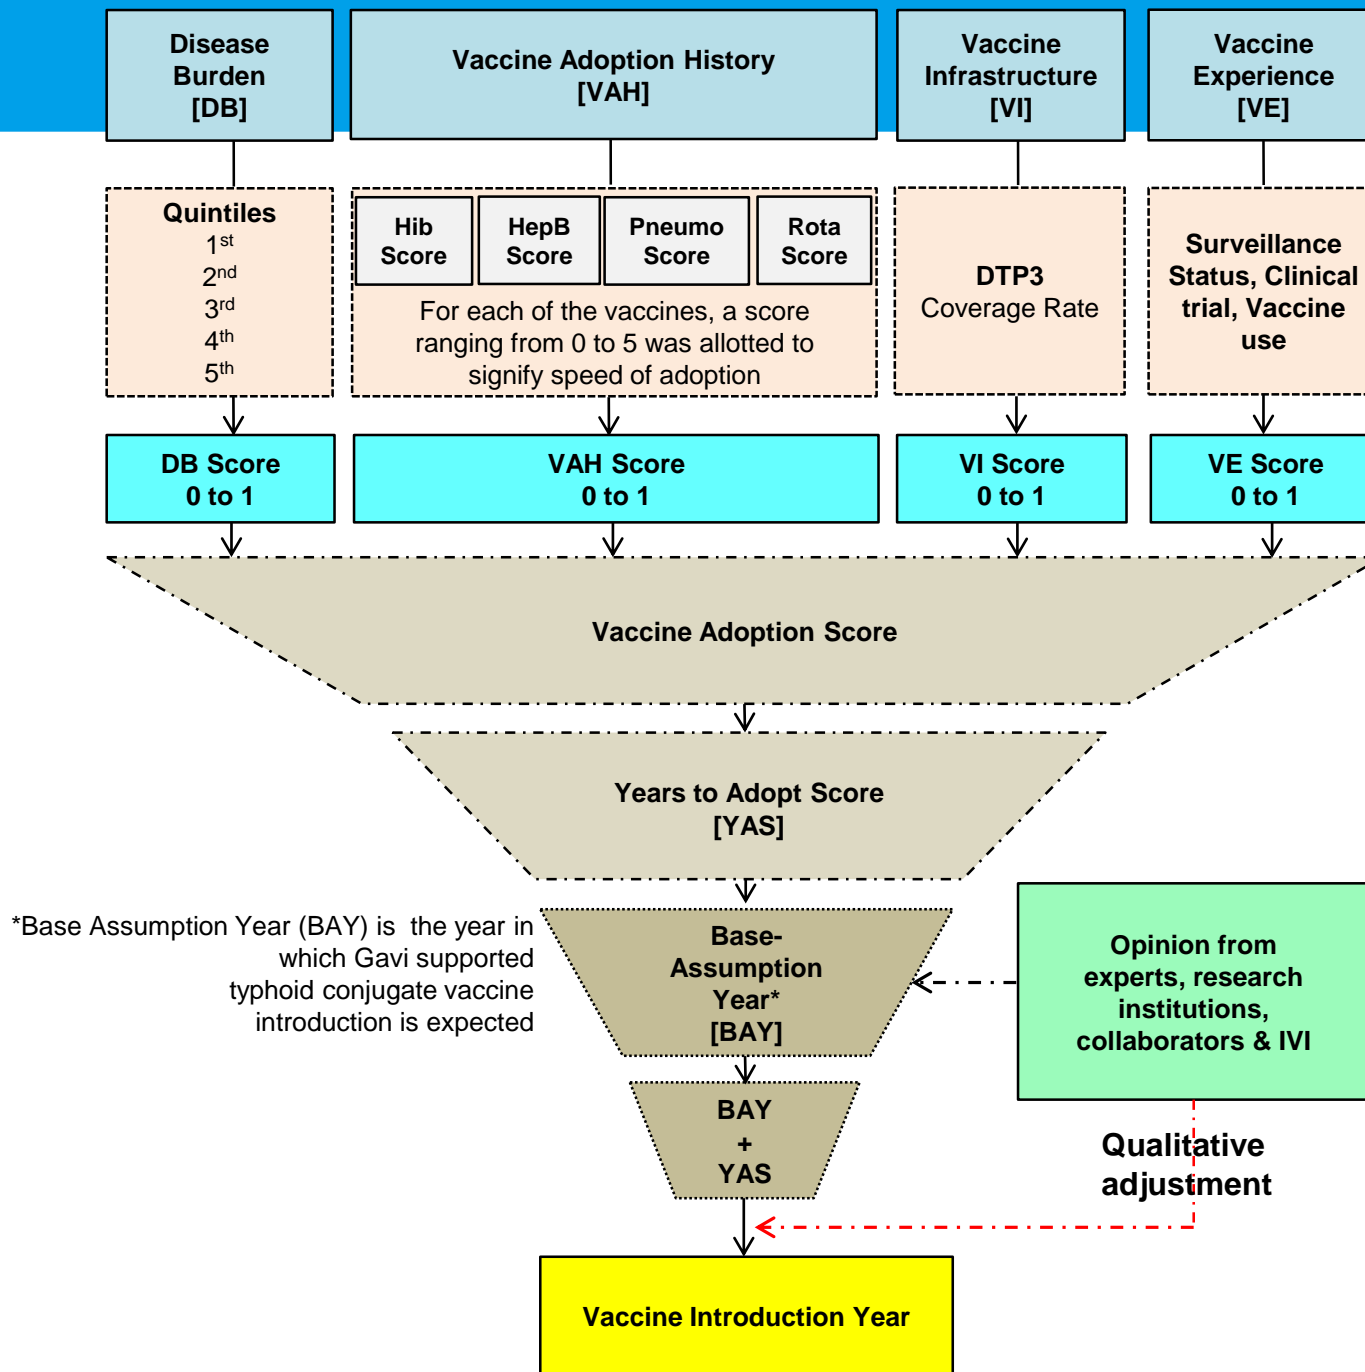 Disease
Burden
[DB]
Vaccine Adoption History
[VAH]
Vaccine
Infrastructure
[VI]
Vaccine
Experience
[VE]
Quintiles
1st
2nd
3rd
4th
5th
Hib
Score
HepB
Score
Pneumo
Score
Rota
Score
For each of the vaccines, a score
ranging from 0 to 5 was allotted to
signify speed of adoption
DTP3
Coverage Rate
Surveillance
Status, Clinical
trial, Vaccine
use
DB Score
0 to 1
VAH Score
0 to 1
VI Score
0 to 1
VE Score
0 to 1
Vaccine Adoption Score
Years to Adopt Score
[YAS]
*Base Assumption Year (BAY) is the year in
which Gavi supported
typhoid conjugate vaccine
introduction is expected
Base-
Assumption
Year*
[BAY]
Opinion from
experts, research
institutions,
collaborators & IVI
BAY
+
YAS
Qualitative
adjustment
Vaccine Introduction Year